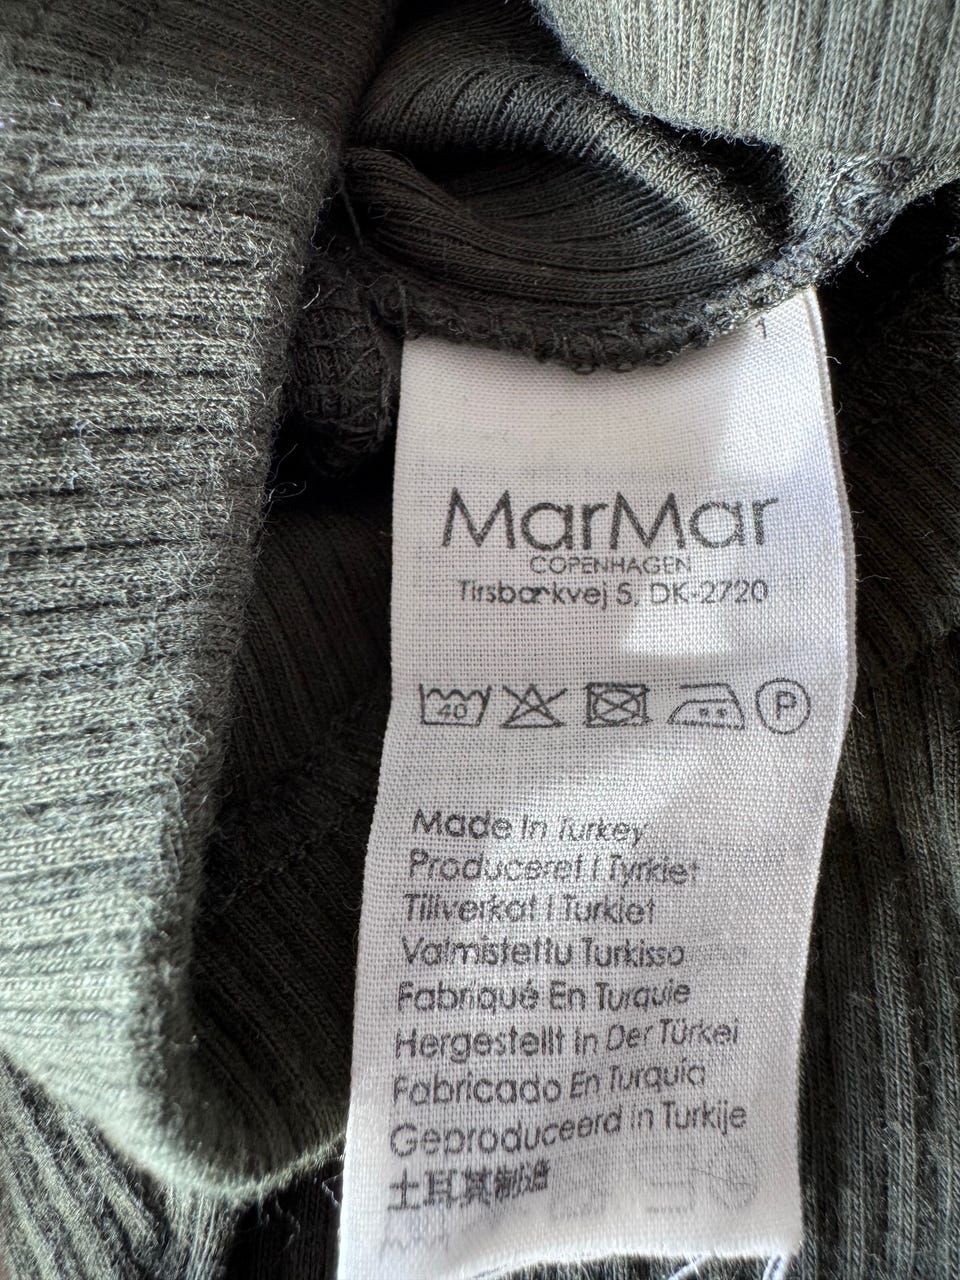 MarMar
COPENHAGEN
Tirsbækvej 5, DK-2720
40 P
Made In Turkey
Produceret I Tyrkiet
Tillverkat I Turkiet
Valmistettu Turkissa
Fabriqué En Turquie
Hergestellt in Der Türkei
Fabricado En Turquía
Geproduceerd in Turkije
土耳其制造